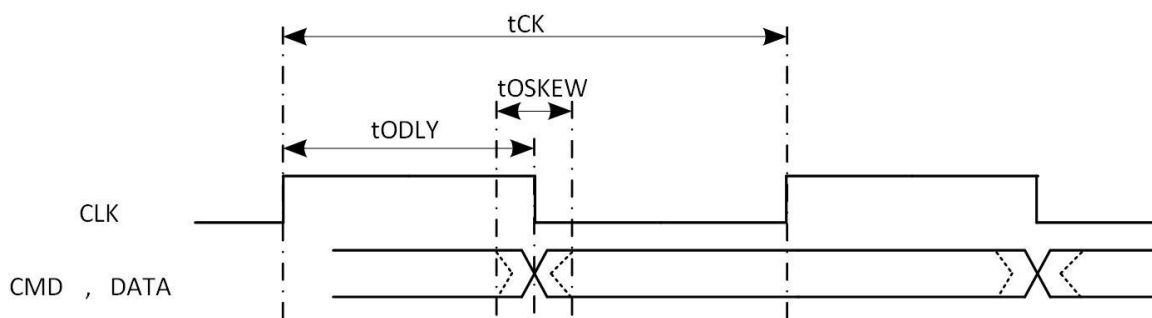 tCK
tOSKEW
tODLY
CLK
CMD , DATA